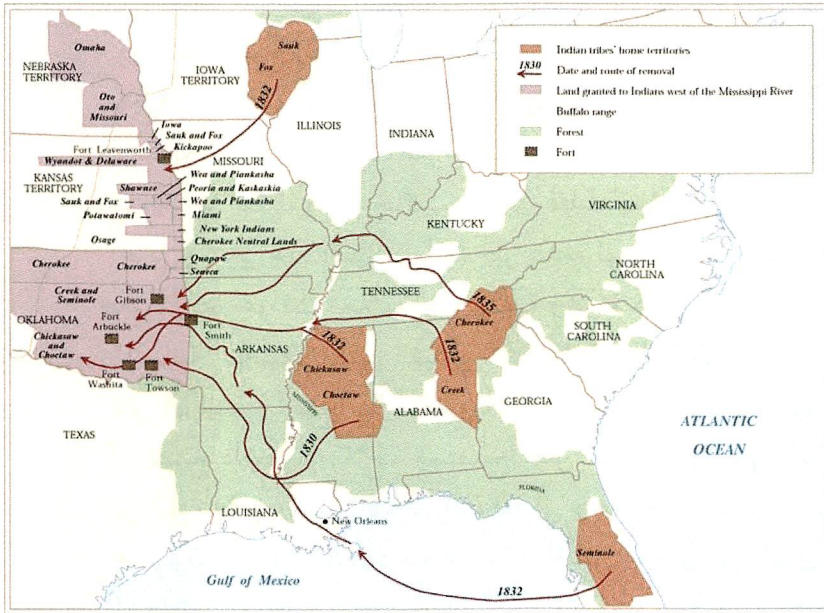 Omaha
NEBRASKA
TERRITORY
Oto
and
Missouri
IOWA
TERRITORY
Sauk
Fox
1832
ILLINOIS
INDIANA
Indian tribes' home territories
1830
Date and route of removal
Land granted to Indians west of the Mississippi River
Buffalo range
Forest
Fort
Iowa
Sauk and Fox
Kickapoo
Fort Leavenworth
Wyandot & Delaware
KANSAS
TERRITORY
MISSOURI
Shawnee
Wea and Piankasha
Peoria and Kaskaskia
Sauk and Fox
Wea and Piankasha
Potawatomi
Miami
New York Indians
Osage
Cherokee Neutral Lands
Cherokee
Cherokee
Quapaw
Seneca
KENTUCKY
VIRGINIA
NORTH
CAROLINA
TENNESSEE
SOUTH
CAROLINA
Creek and
Seminole
Fort
Gibson
OKLAHOMA
Fort
Arbuckle
Fort
Smith
Chickasaw
and
Choctaw
Fort
Washita
Fort
Towson
ARKANSAS
1835
Cherokee
1832
Creek
1832
Chickasaw
Choctaw
MISSISSIPPI
ALABAMA
GEORGIA
TEXAS
1830
LOUISIANA
New Orleans
FLORIDA
Seminole
1832
ATLANTIC
OCEAN
Gulf of Mexico